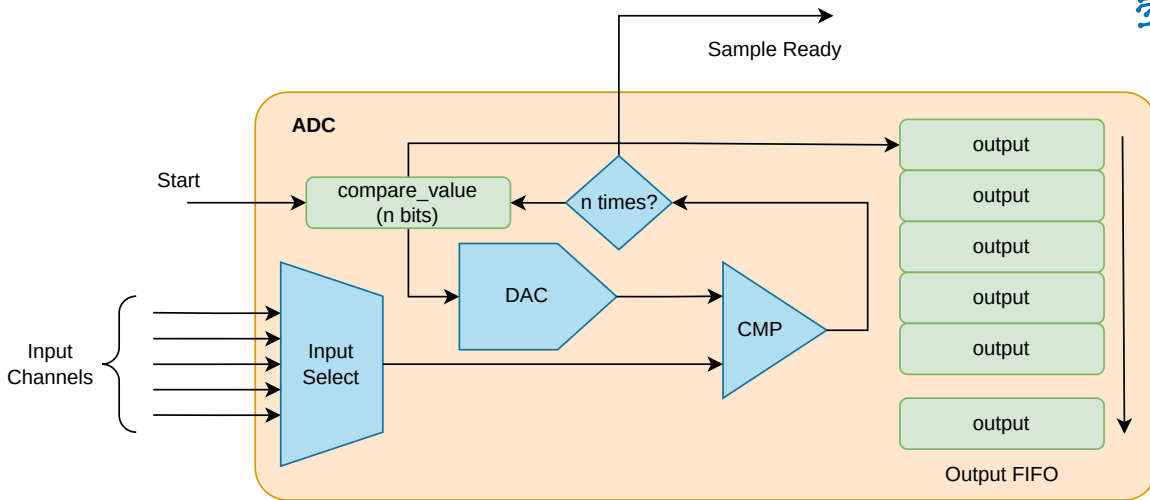 Sample Ready
ADC
Start
compare_value
(n bits)
n times?
DAC
CMP
Input
Channels
Input
Select
output
output
output
output
output
output
Output FIFO